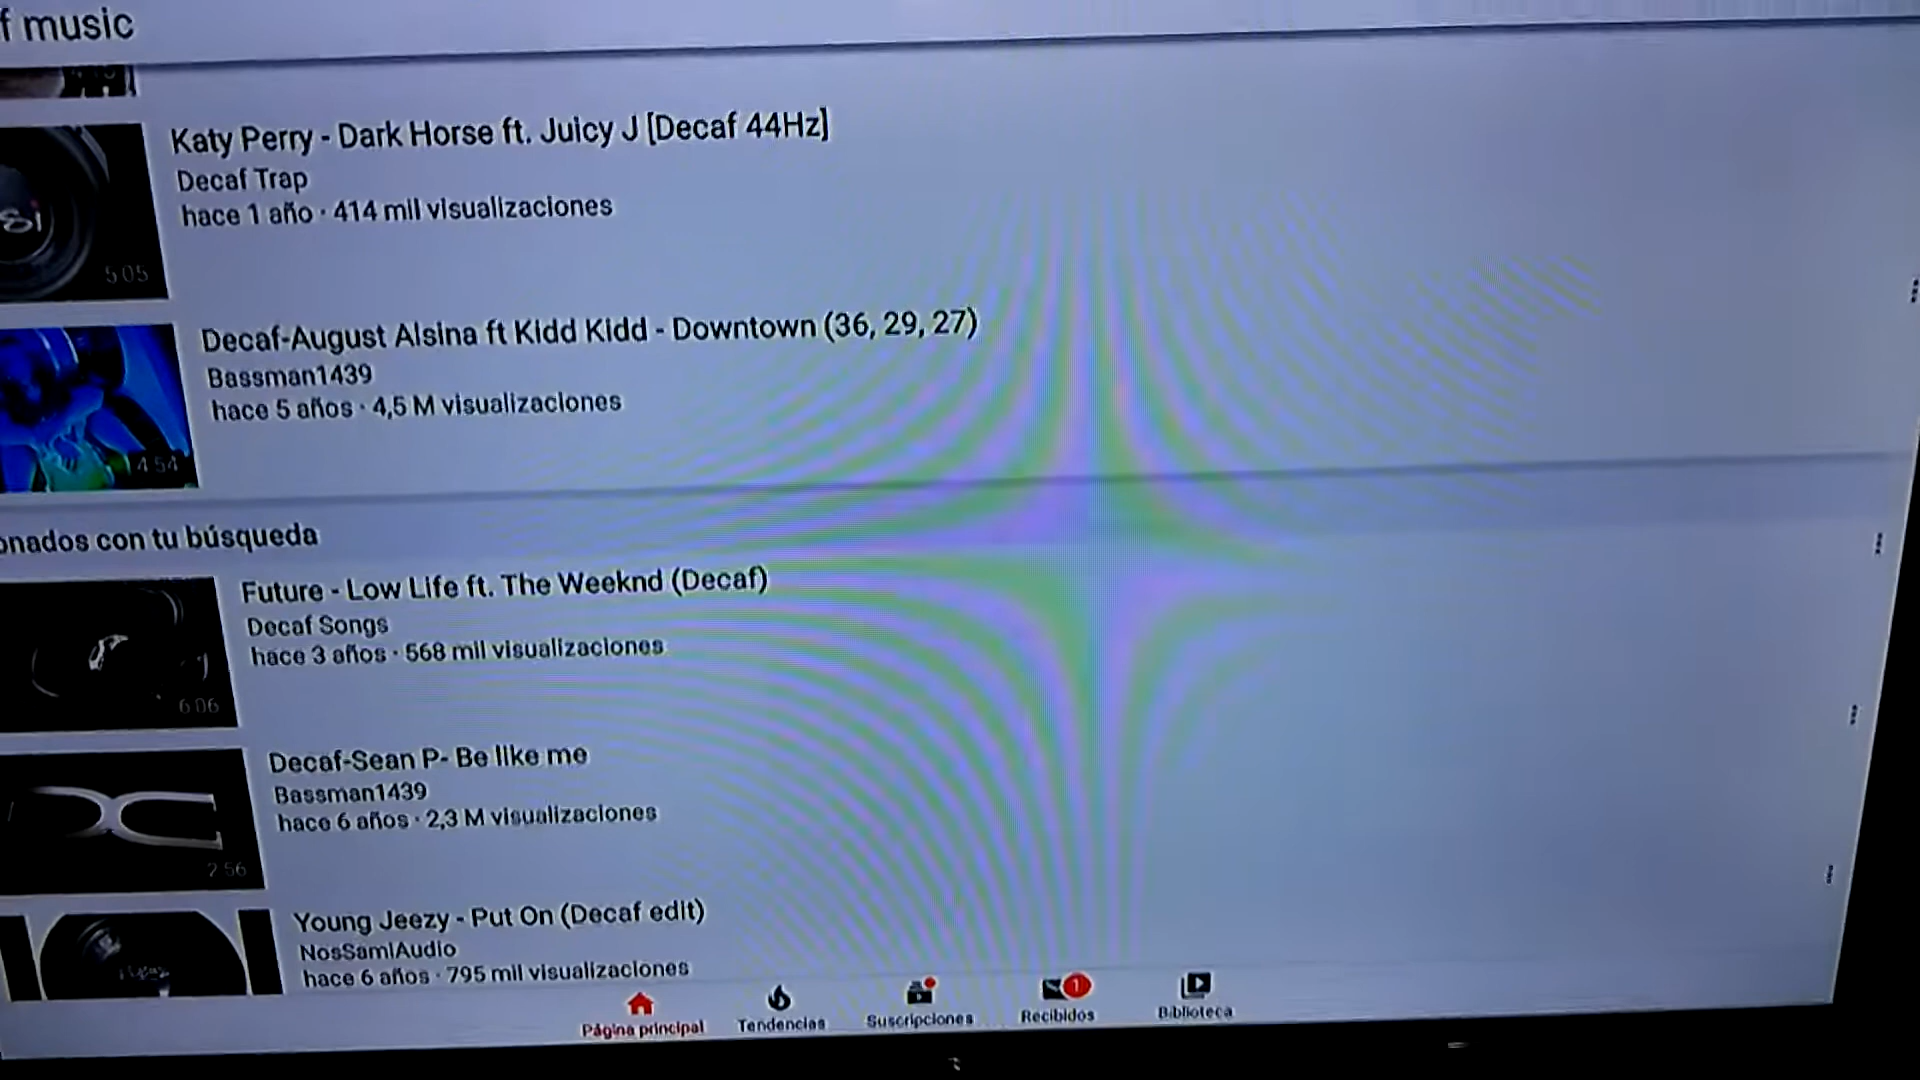 f music
Katy Perry - Dark Horse ft. Juicy J [Decaf 44Hz]
Decaf Trap
hace 1 año · 414 mil visualizaciones
5:05
Decaf-August Alsina ft Kidd Kidd - Downtown (36, 29, 27)
Bassman1439
hace 5 años · 4,5 M visualizaciones
4:54
onados con tu búsqueda
Future - Low Life ft. The Weeknd (Decaf)
Decaf Songs
hace 3 años · 568 mil visualizaciones
6:06
Decaf-Sean P- Be like me
Bassman1439
hace 6 años · 2,3 M visualizaciones
2:56
Young Jeezy - Put On (Decaf edit)
NosSamiAudio
hace 6 años · 795 mil visualizaciones
1
Página principal Tendencias Suscripciones Recibidos Biblioteca